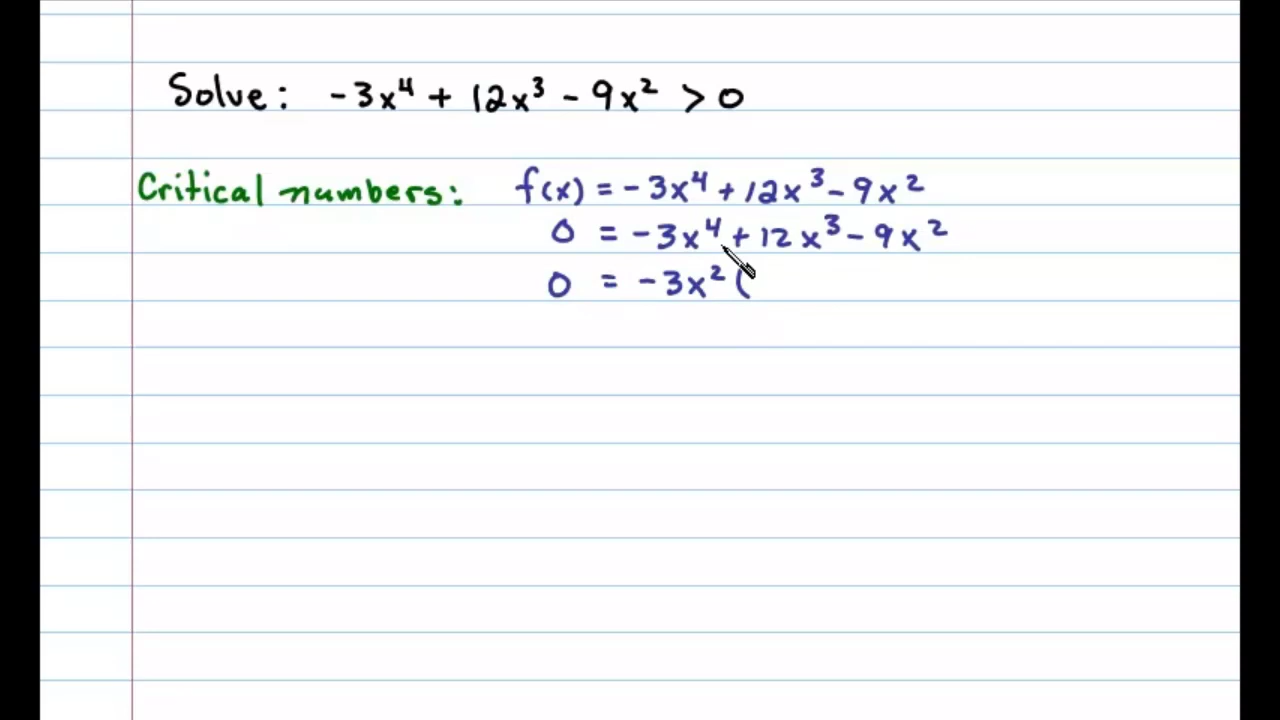 Solve: -3x⁴ + 12x³ - 9x² > 0
Critical numbers: f(x) = -3x⁴ + 12x³ - 9x²
0 = -3x⁴ + 12x³ - 9x²
0 = -3x² (